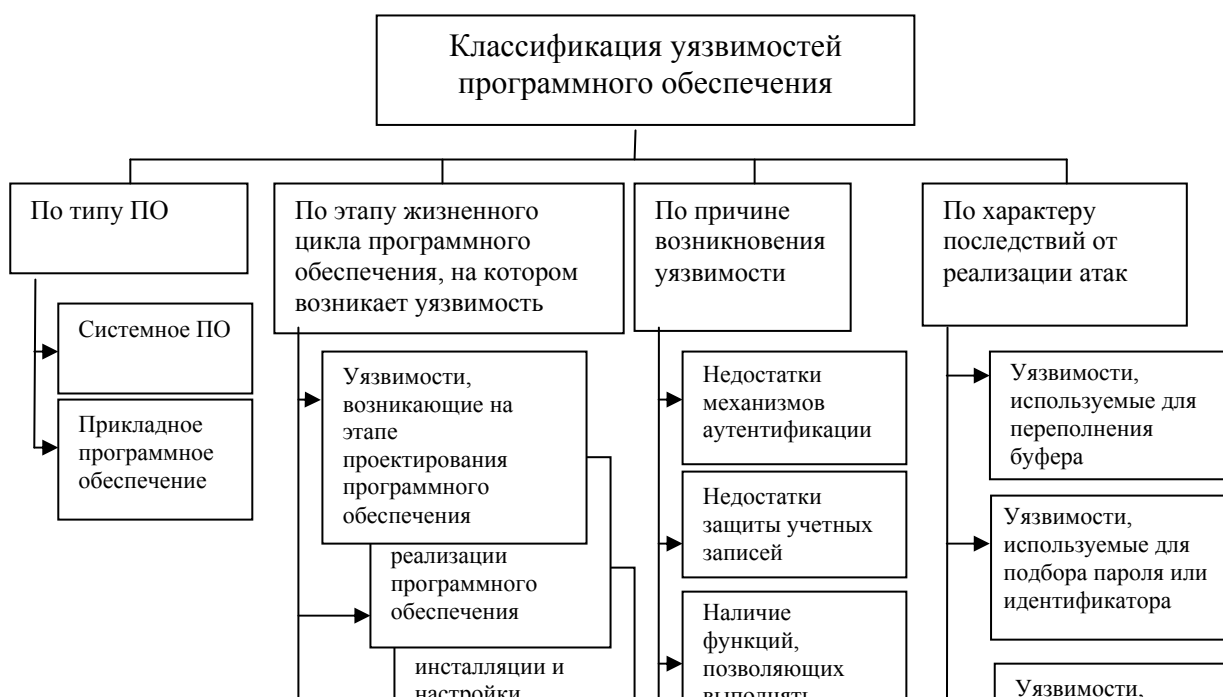 Классификация уязвимостей
программного обеспечения
По типу ПО
Системное ПО
Прикладное
программное
обеспечение
По этапу жизненного
цикла программного
обеспечения, на котором
возникает уязвимость
Уязвимости,
возникающие на
этапе
проектирования
программного
обеспечения
реализации
программного
обеспечения
инсталляции и
настройки
По причине
возникновения
уязвимости
Недостатки
механизмов
аутентификации
Недостатки
защиты учетных
записей
Наличие
функций,
позволяющих
выполнять
По характеру
последствий от
реализации атак
Уязвимости,
используемые для
переполнения
буфера
Уязвимости,
используемые для
подбора пароля или
идентификатора
Уязвимости,